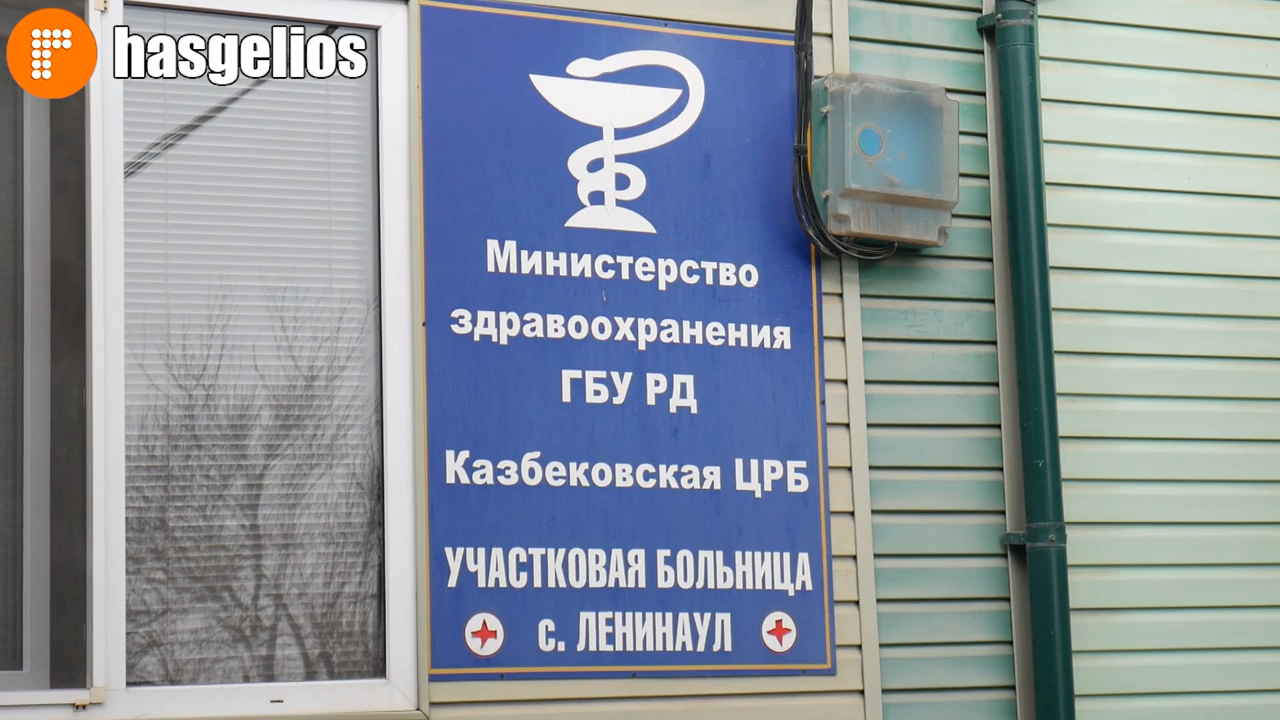 hasgelios
Министерство
здравоохранения
ГБУ РД
Казбековская ЦРБ
УЧАСТКОВАЯ БОЛЬНИЦА
с. ЛЕНИНАУЛ